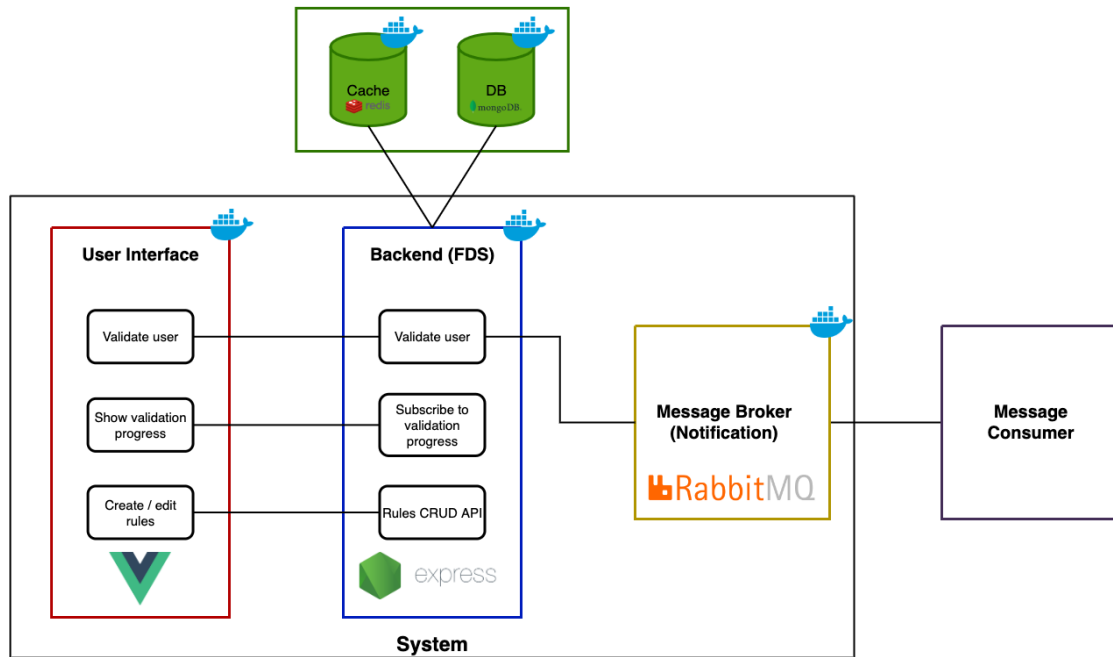 Cache
redis
DB
mongoDB.
User Interface
Backend (FDS)
Validate user
Validate user
Show validation
progress
Subscribe to
validation
progress
Message Broker
(Notification)
Message
Consumer
RabbitMQ
Create / edit
rules
Rules CRUD API
express
System